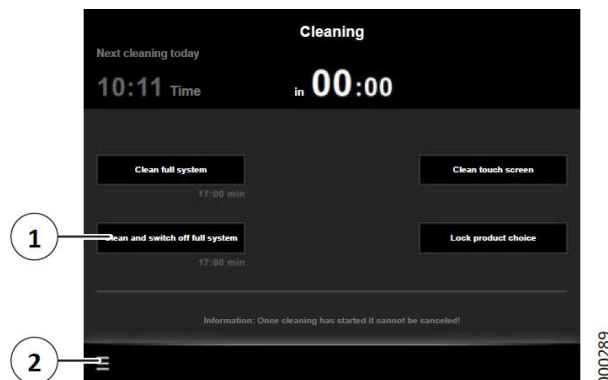 Cleaning
Next cleaning today
10:11 Time
in 00:00
Clean full system
17:00 min
Clean touch screen
1
Clean and switch off full system
17:00 min
Lock product choice
Information: Once cleaning has started it cannot be canceled!
2
000289